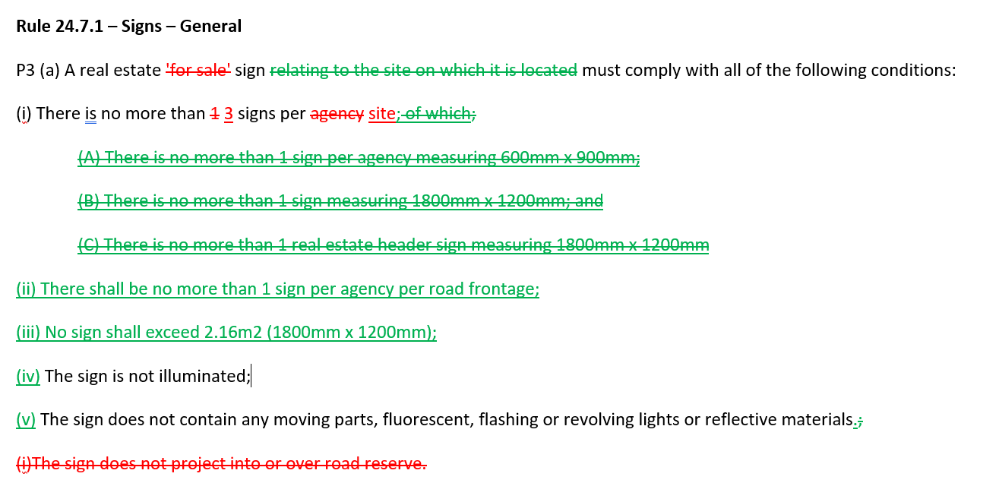 Rule 24.7.1 – Signs – General
P3 (a) A real estate 'for sale' sign relating to the site on which it is located must comply with all of the following conditions:
(i) There is no more than 1 3 signs per agency site; of which;
(A) There is no more than 1 sign per agency measuring 600mm x 900mm;
(B) There is no more than 1 sign measuring 1800mm x 1200mm; and
(C) There is no more than 1 real estate header sign measuring 1800mm x 1200mm
(ii) There shall be no more than 1 sign per agency per road frontage;
(iii) No sign shall exceed 2.16m2 (1800mm x 1200mm);
(iv) The sign is not illuminated;
(v) The sign does not contain any moving parts, fluorescent, flashing or revolving lights or reflective materials.;
(i)The sign does not project into or over road reserve.